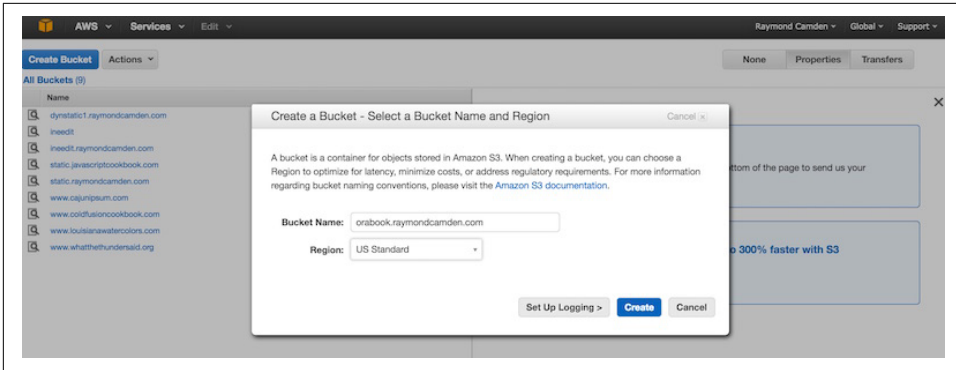 AWS Services Edit Raymond Camden Global Support
Create Bucket Actions None Properties Transfers
All Buckets (9)
Name
dynstatic1.raymondcamden.com
ineedit
ineedit.raymondcamden.com
static.javascriptcookbook.com
static.raymondcamden.com
www.cajunipsum.com
www.coldfusioncookbook.com
www.louisianawatercolors.com
www.whatthethundersaid.org
Create a Bucket - Select a Bucket Name and Region Cancel x
A bucket is a container for objects stored in Amazon S3. When creating a bucket, you can choose a
Region to optimize for latency, minimize costs, or address regulatory requirements. For more information
regarding bucket naming conventions, please visit the Amazon S3 documentation.
Bucket Name: orabook.raymondcamden.com
Region: US Standard
Set Up Logging > Create Cancel
ttom of the page to send us your
o 300% faster with S3